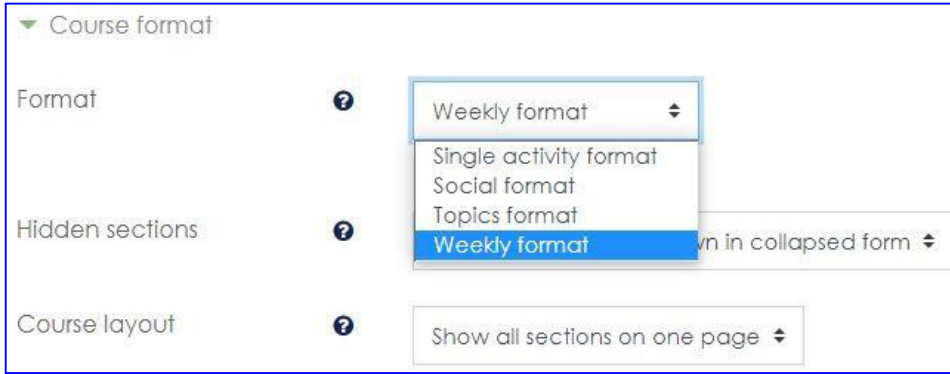 Course format
Format
Weekly format
Single activity format
Social format
Topics format
Weekly format
Hidden sections
in collapsed form
Course layout
Show all sections on one page